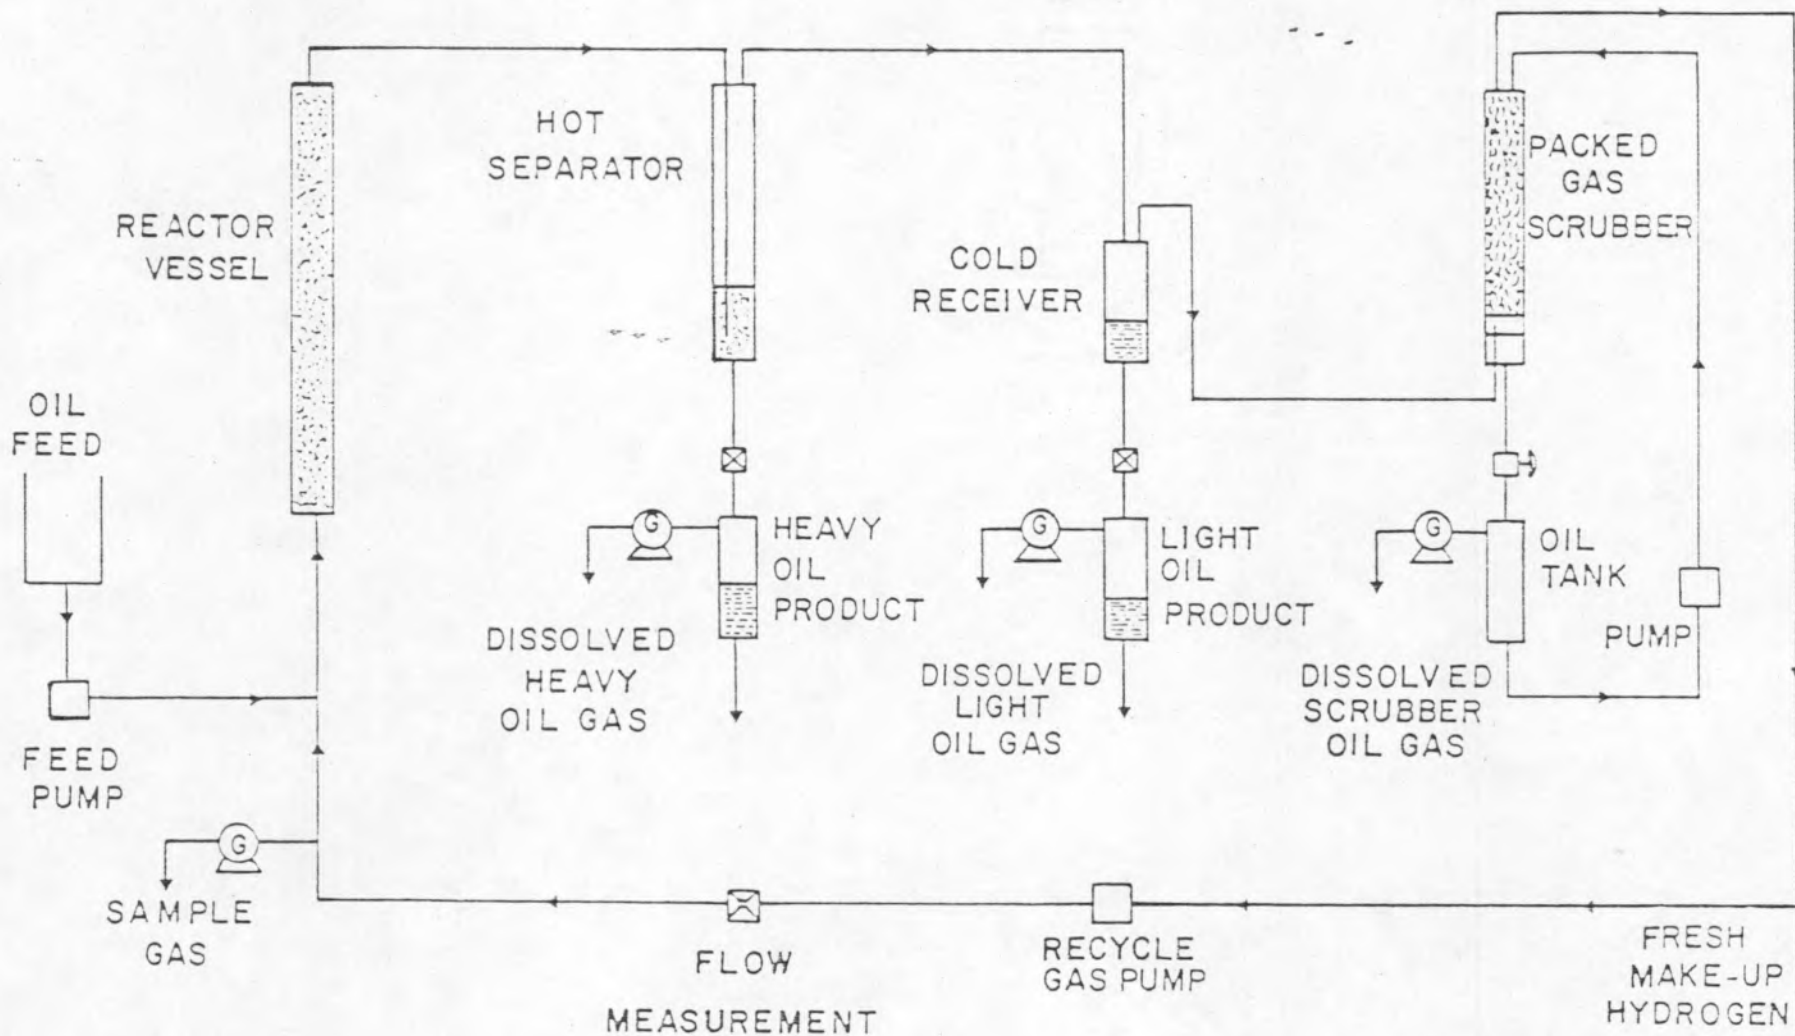 REACTOR
VESSEL
HOT
SEPARATOR
COLD
RECEIVER
PACKED
GAS
SCRUBBER
OIL
FEED
G
HEAVY
OIL
PRODUCT
G
LIGHT
OIL
PRODUCT
G
OIL
TANK
PUMP
DISSOLVED
HEAVY
OIL GAS
DISSOLVED
LIGHT
OIL GAS
DISSOLVED
SCRUBBER
OIL GAS
FEED
PUMP
G
SAMPLE
GAS
FLOW
MEASUREMENT
RECYCLE
GAS PUMP
FRESH
MAKE-UP
HYDROGEN